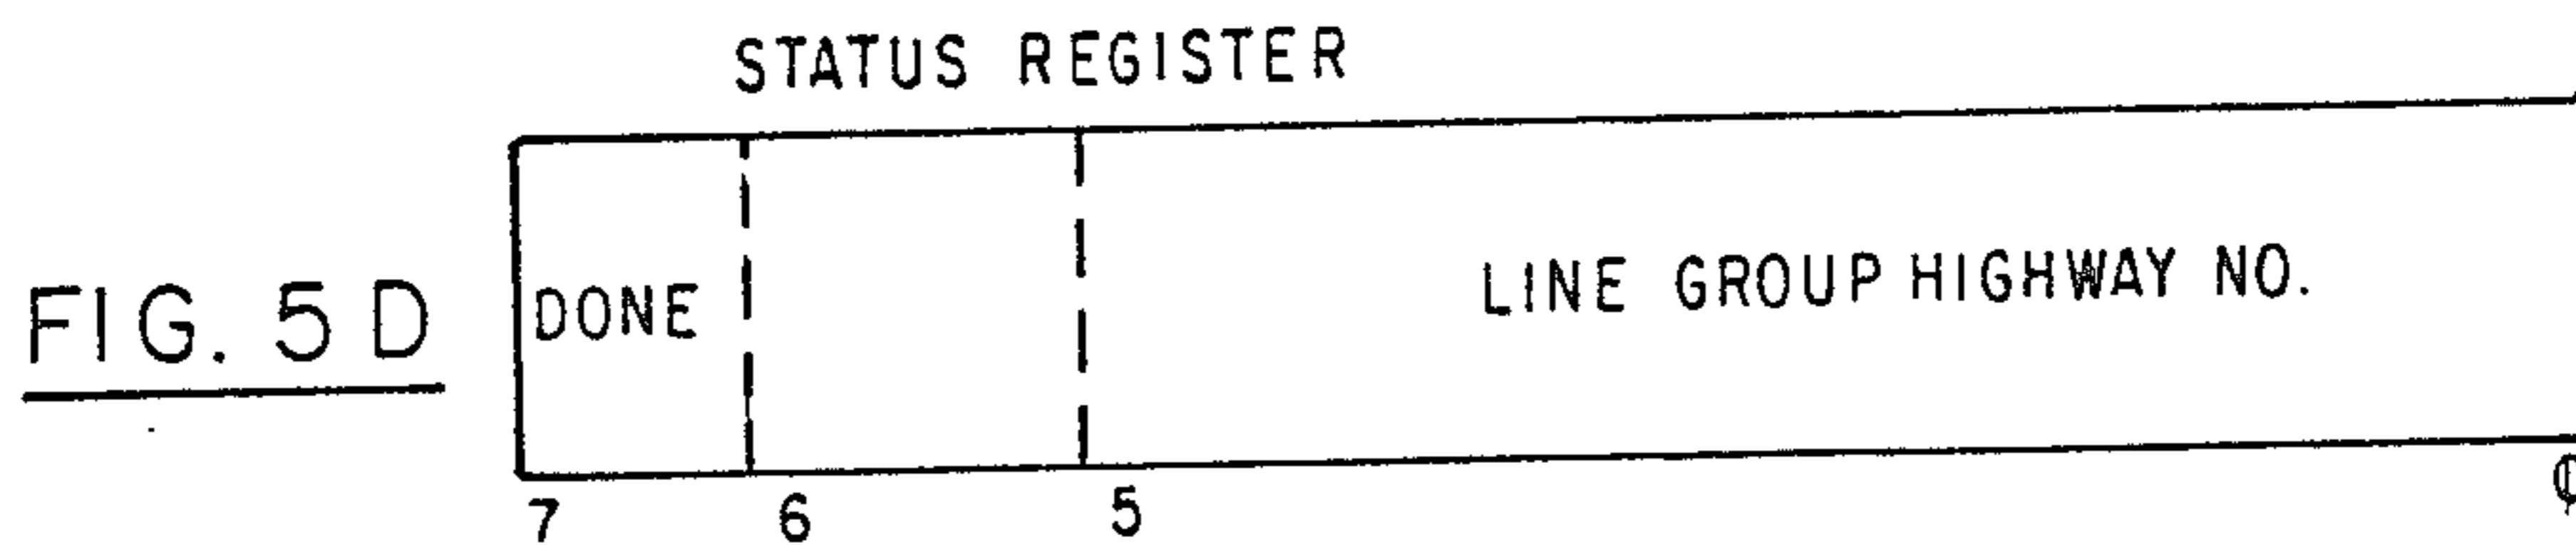 STATUS REGISTER
FIG. 5D
DONE
LINE GROUP HIGHWAY NO.
7 6 5